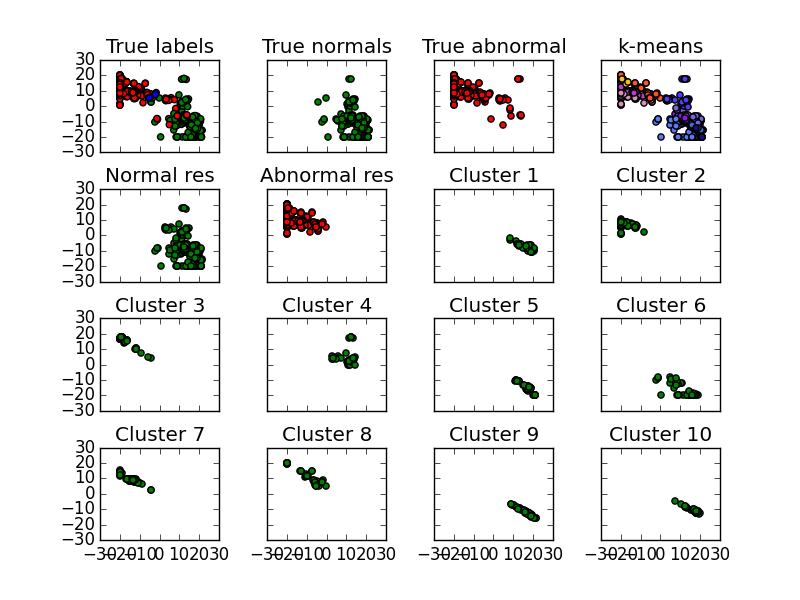 True labels
True normals
True abnormal
k-means
30
20
10
0
−10
−20
−30
Normal res
Abnormal res
Cluster 1
Cluster 2
30
20
10
0
−10
−20
−30
Cluster 3
Cluster 4
Cluster 5
Cluster 6
30
20
10
0
−10
−20
−30
Cluster 7
Cluster 8
Cluster 9
Cluster 10
30
20
10
0
−10
−20
−30
−30−20−10 0 10 20 30
−30−20−10 0 10 20 30
−30−20−10 0 10 20 30
−30−20−10 0 10 20 30